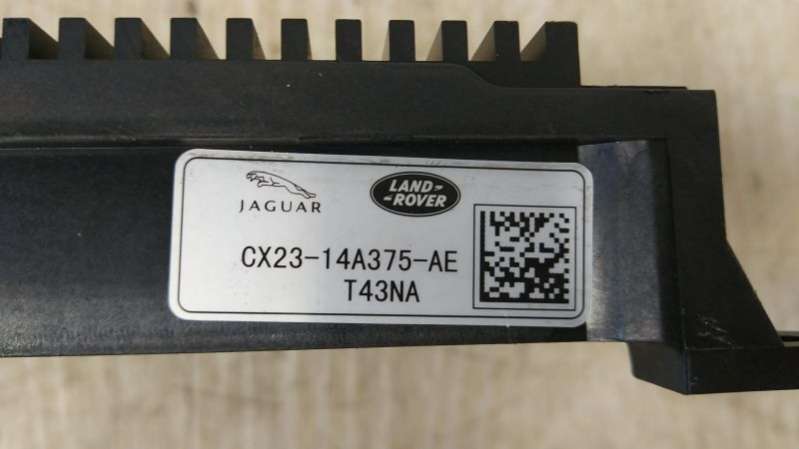 JAGUAR
LAND-
-ROVER
CX23-14A375-AE
T43NA